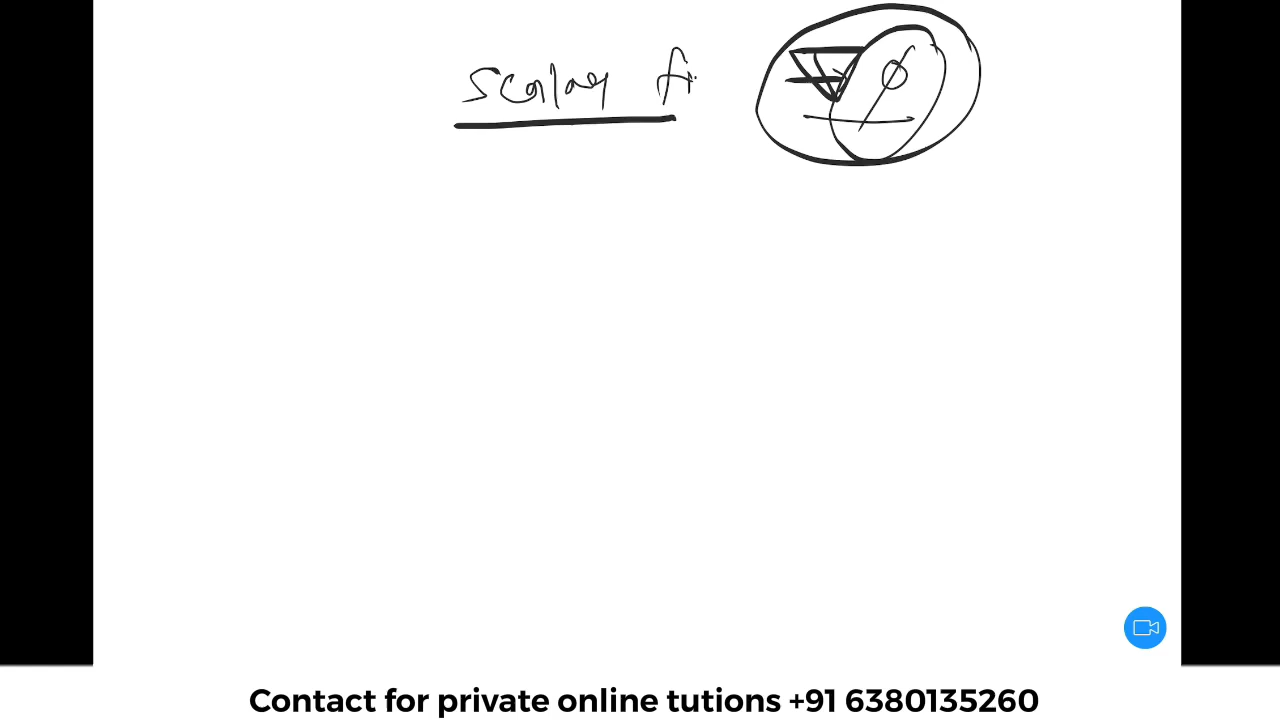 Scalar fi ∇ϕ
Contact for private online tutions +91 6380135260